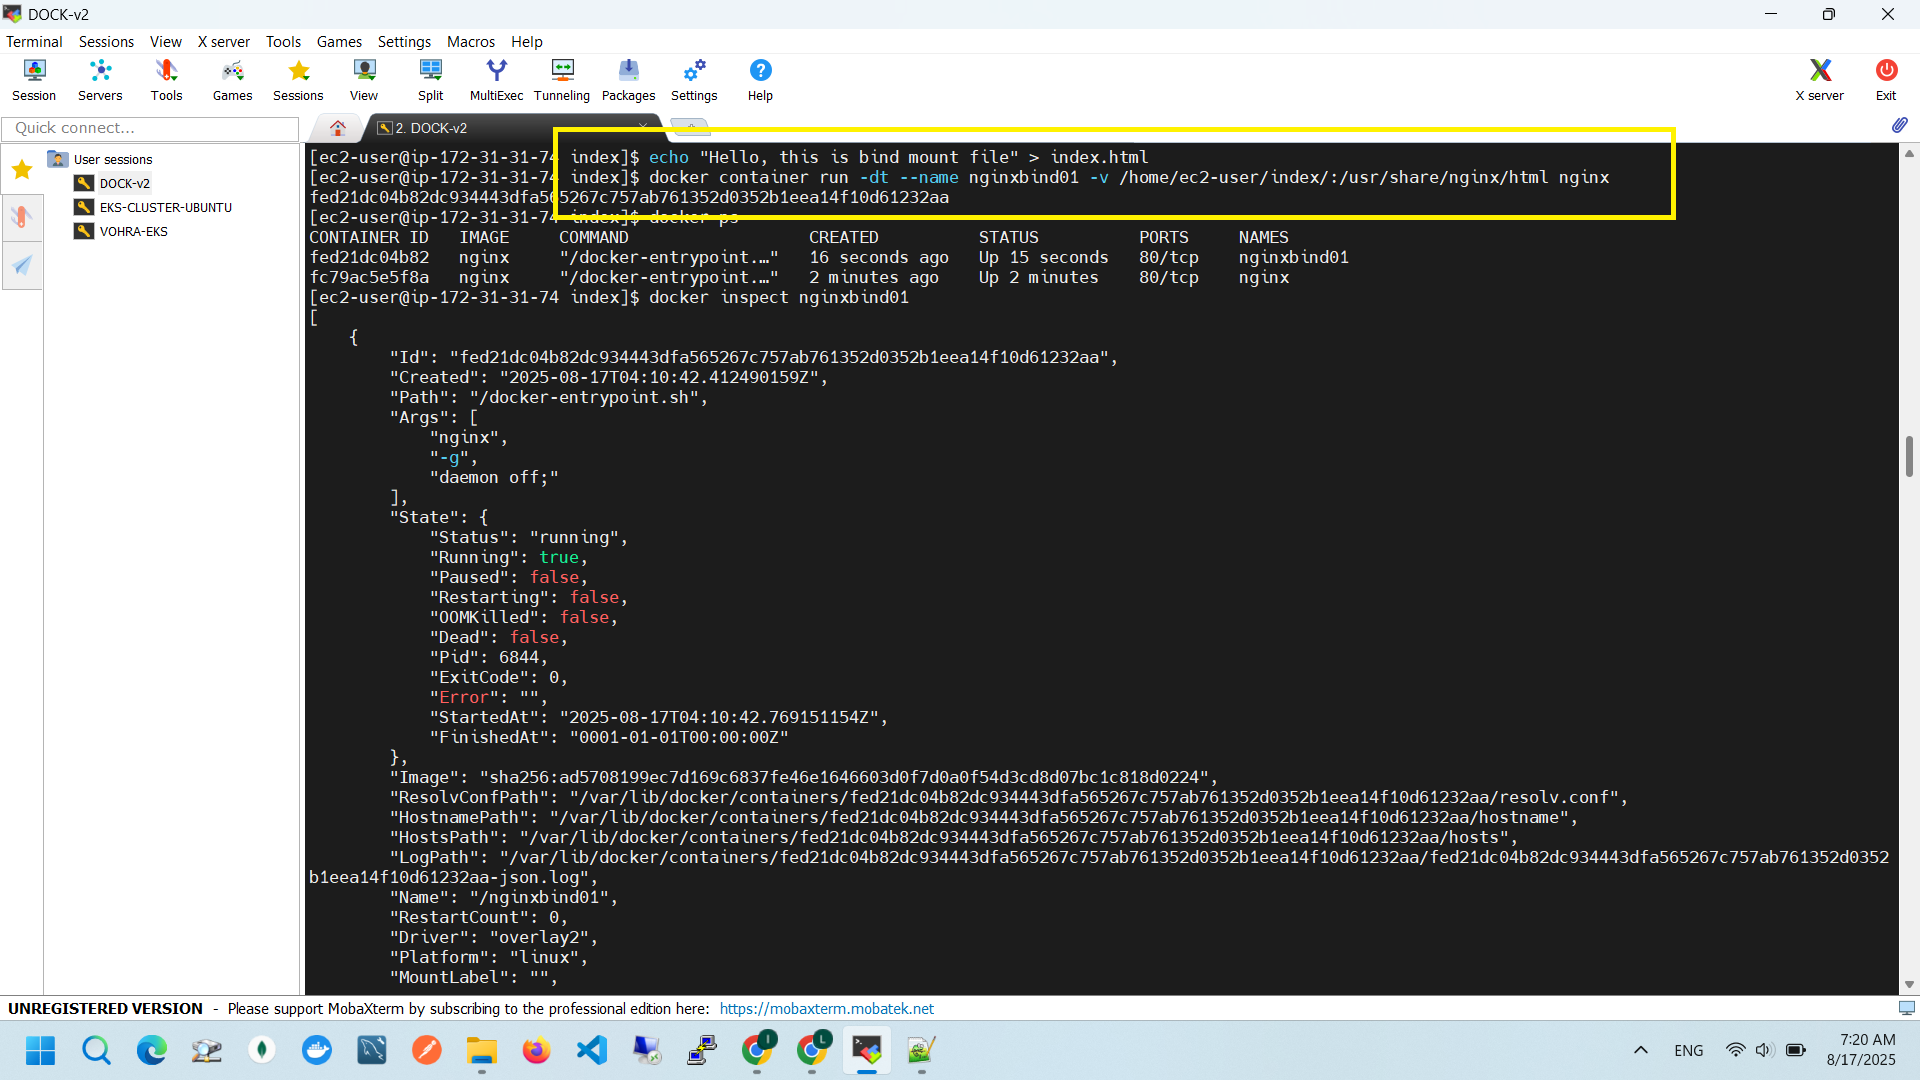 DOCK-v2
Terminal Sessions View X server Tools Games Settings Macros Help
Session Servers Tools Games Sessions View Split MultiExec Tunneling Packages Settings Help X server Exit
Quick connect...
2. DOCK-v2
User sessions
DOCK-v2
EKS-CLUSTER-UBUNTU
VOHRA-EKS
[ec2-user@ip-172-31-31-74 index]$ echo "Hello, this is bind mount file" > index.html
[ec2-user@ip-172-31-31-74 index]$ docker container run -dt --name nginxbind01 -v /home/ec2-user/index/:/usr/share/nginx/html nginx
fed21dc04b82dc934443dfa565267c757ab761352d0352b1eea14f10d61232aa
[ec2-user@ip-172-31-31-74 index]$ docker ps
CONTAINER ID   IMAGE     COMMAND                  CREATED          STATUS          PORTS     NAMES
fed21dc04b82   nginx     "/docker-entrypoint.…"   16 seconds ago   Up 15 seconds   80/tcp    nginxbind01
fc79ac5e5f8a   nginx     "/docker-entrypoint.…"   2 minutes ago    Up 2 minutes    80/tcp    nginx
[ec2-user@ip-172-31-31-74 index]$ docker inspect nginxbind01
[
    {
        "Id": "fed21dc04b82dc934443dfa565267c757ab761352d0352b1eea14f10d61232aa",
        "Created": "2025-08-17T04:10:42.412490159Z",
        "Path": "/docker-entrypoint.sh",
        "Args": [
            "nginx",
            "-g",
            "daemon off;"
        ],
        "State": {
            "Status": "running",
            "Running": true,
            "Paused": false,
            "Restarting": false,
            "OOMKilled": false,
            "Dead": false,
            "Pid": 6844,
            "ExitCode": 0,
            "Error": "",
            "StartedAt": "2025-08-17T04:10:42.769151154Z",
            "FinishedAt": "0001-01-01T00:00:00Z"
        },
        "Image": "sha256:ad5708199ec7d169c6837fe46e1646603d0f7d0a0f54d3cd8d07bc1c818d0224",
        "ResolvConfPath": "/var/lib/docker/containers/fed21dc04b82dc934443dfa565267c757ab761352d0352b1eea14f10d61232aa/resolv.conf",
        "HostnamePath": "/var/lib/docker/containers/fed21dc04b82dc934443dfa565267c757ab761352d0352b1eea14f10d61232aa/hostname",
        "HostsPath": "/var/lib/docker/containers/fed21dc04b82dc934443dfa565267c757ab761352d0352b1eea14f10d61232aa/hosts",
        "LogPath": "/var/lib/docker/containers/fed21dc04b82dc934443dfa565267c757ab761352d0352b1eea14f10d61232aa/fed21dc04b82dc934443dfa565267c757ab761352d0352
b1eea14f10d61232aa-json.log",
        "Name": "/nginxbind01",
        "RestartCount": 0,
        "Driver": "overlay2",
        "Platform": "linux",
        "MountLabel": "",
UNREGISTERED VERSION - Please support MobaXterm by subscribing to the professional edition here: https://mobaxterm.mobatek.net
I L ENG 7:20 AM
8/17/2025